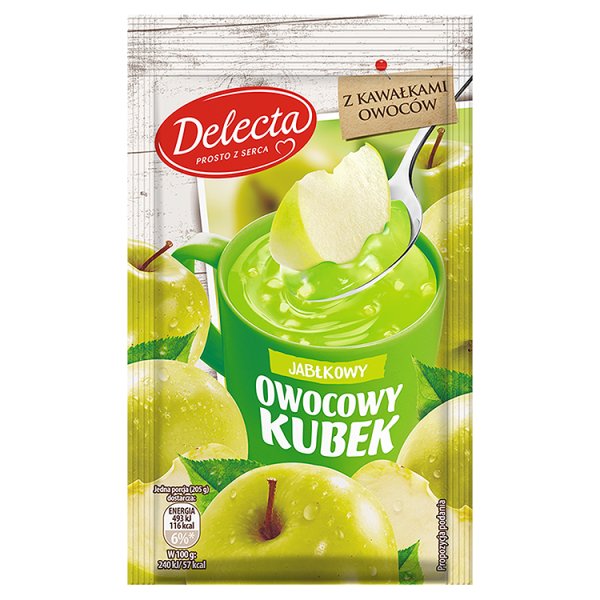 Z KAWAŁKAMI
OWOCÓW
Delecta
PROSTO Z SERCA
JABŁKOWY
OWOCOWY
KUBEK
Jedna porcja (205 g)
dostarcza:
ENERGIA
493 kJ
116 kcal
6%*
W 100 g:
240 kJ/ 57 kcal
Propozycja podania